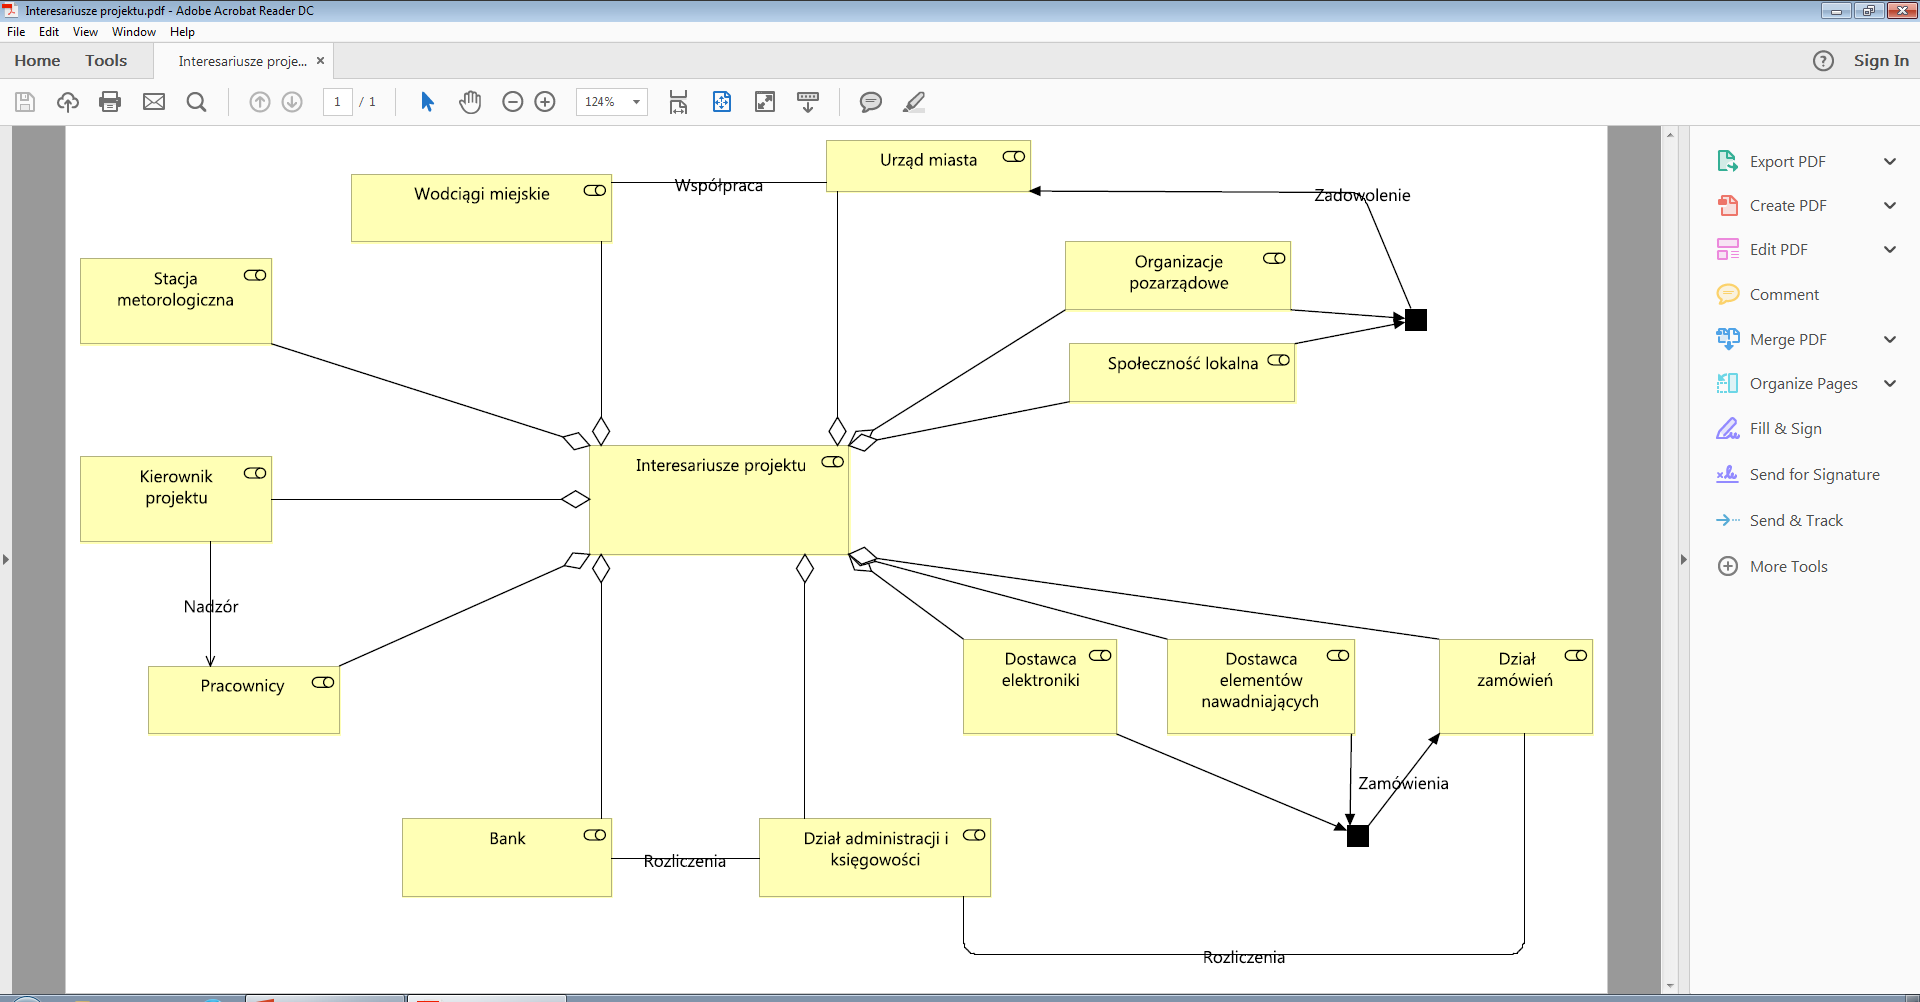 Interesariusze projektu.pdf - Adobe Acrobat Reader DC
File Edit View Window Help
Home Tools Interesariusze proje... × ? Sign In
1 / 1 124%
Urząd miasta
Wodociągi miejskie
Współpraca
Zadowolenie
Stacja
metorologiczna
Organizacje
pozarządowe
Społeczność lokalna
Interesariusze projektu
Kierownik
projektu
Nadzór
Pracownicy
Dostawca
elektroniki
Dostawca
elementów
nawadniających
Dział
zamówień
Zamówienia
Bank
Rozliczenia
Dział administracji i
księgowości
Rozliczenia
Export PDF
Create PDF
Edit PDF
Comment
Merge PDF
Organize Pages
Fill & Sign
Send for Signature
Send & Track
More Tools